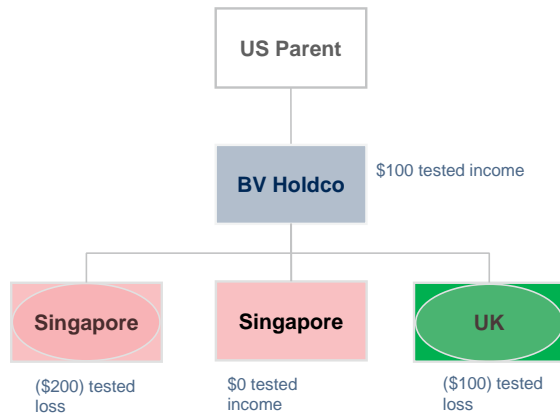 US Parent
BV Holdco
$100 tested income
Singapore
Singapore
UK
($200) tested
loss
$0 tested
income
($100) tested
loss